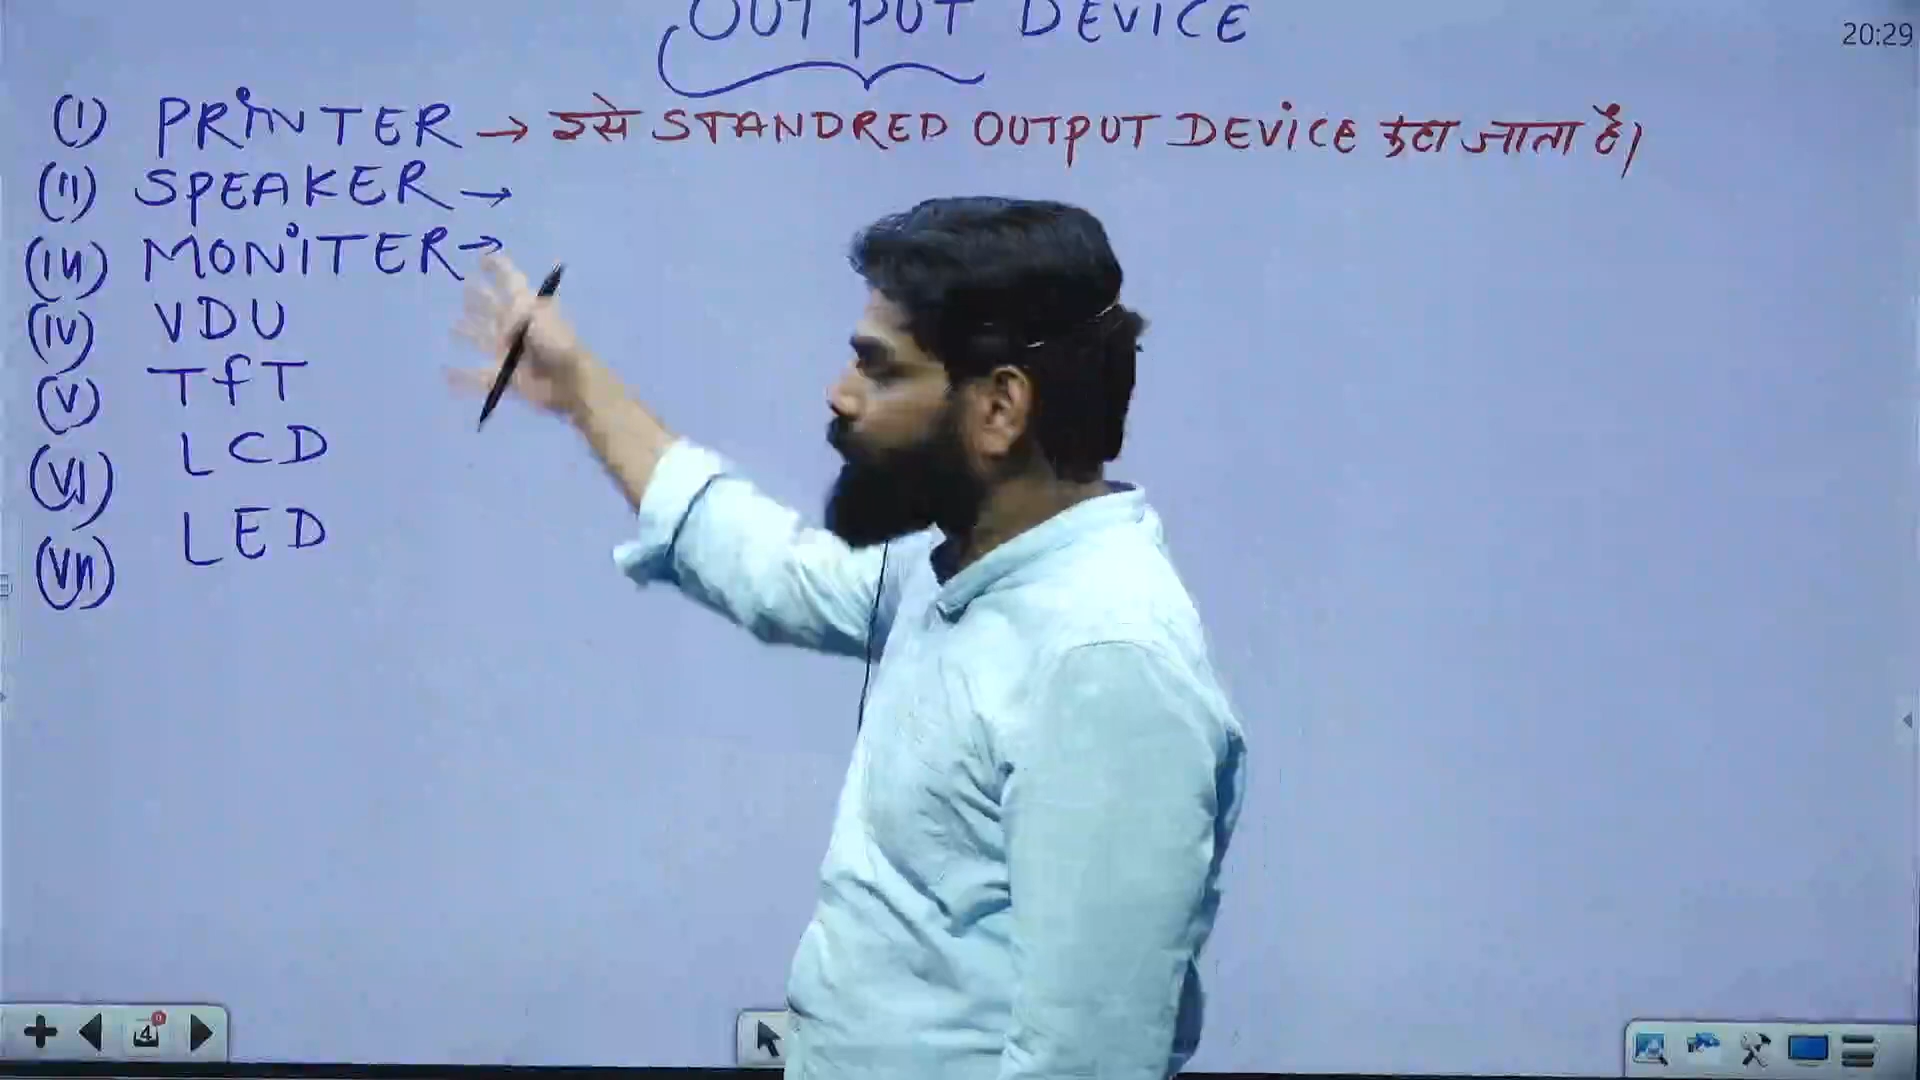 OUTPUT DEVICE
20:29
(I) PRINTER → इसे STANDRED OUTPUT DEVICE कहा जाता है।
(II) SPEAKER →
(III) MONITER →
(IV) VDU
(V) TfT
(VI) LCD
(VII) LED
4